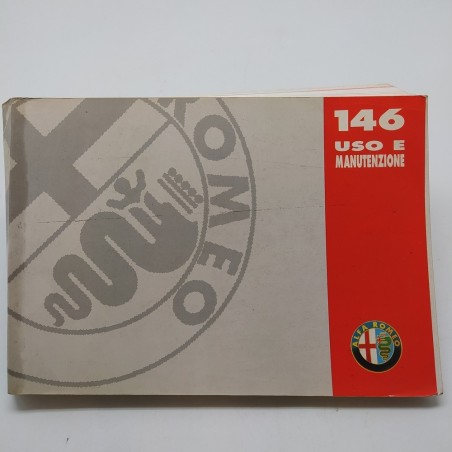 146
USO E
MANUTENZIONE
ROMEO
ALFA ROMEO